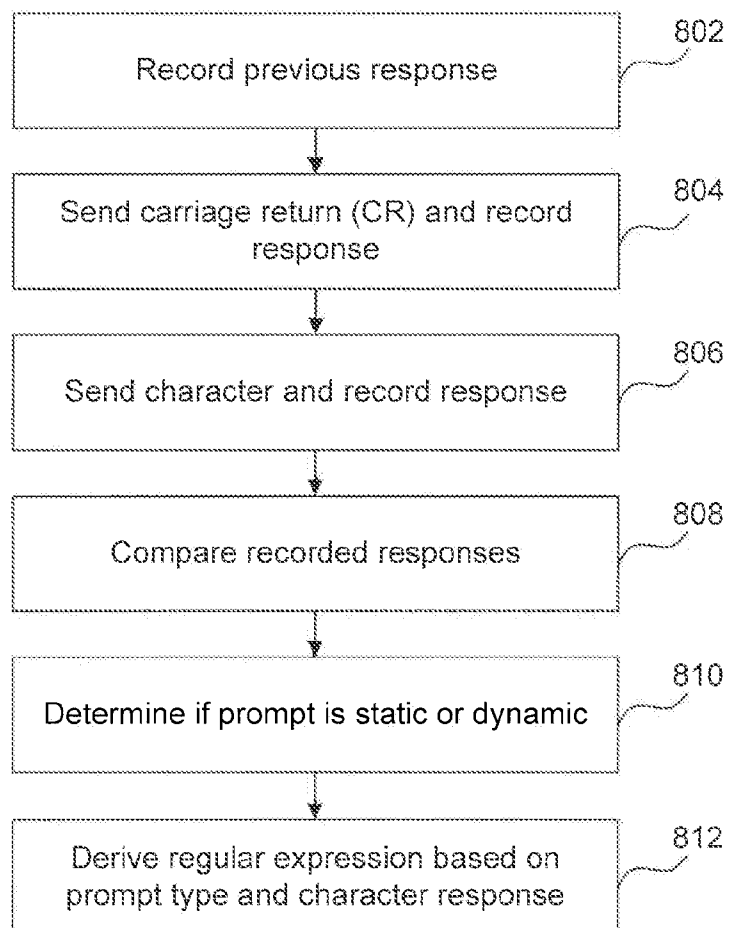 802
Record previous response
804
Send carriage return (CR) and record
response
806
Send character and record response
808
Compare recorded responses
810
Determine if prompt is static or dynamic
812
Derive regular expression based on
prompt type and character response